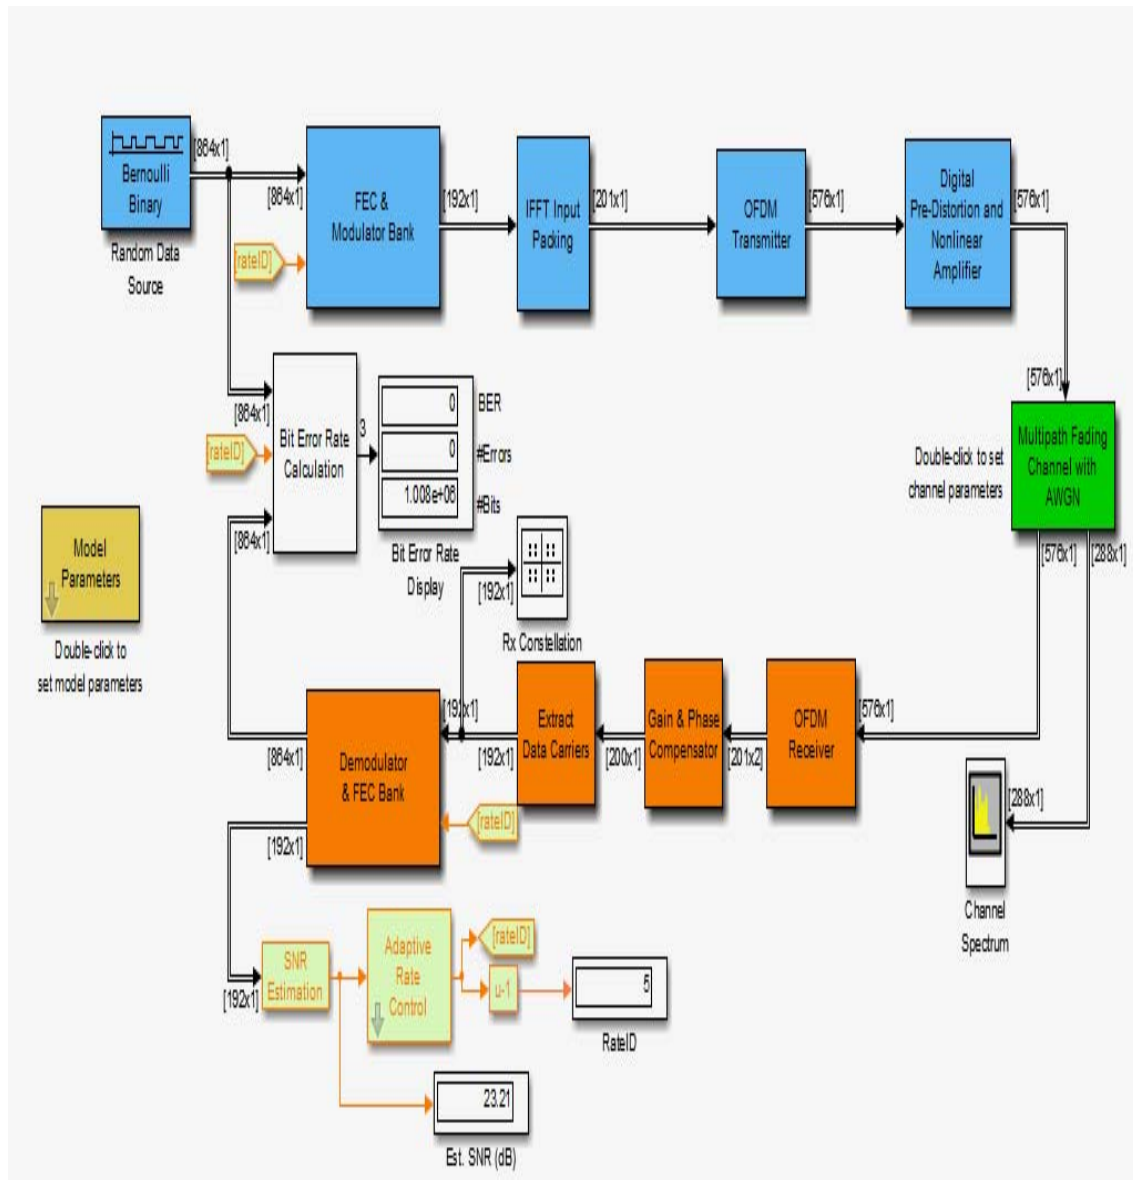 Bernoulli
Binary
Random Data
Source
[864x1]
[864x1]
[rateID]
FEC &
Modulator Bank
[192x1]
IFFT Input
Packing
[201x1]
OFDM
Transmitter
[576x1]
Digital
Pre-Distortion and
Nonlinear
Amplifier
[576x1]
[576x1]
Multipath Fading
Channel with
AWGN
Double-click to set
channel parameters
[576x1]
[288x1]
[864x1]
[rateID]
[864x1]
Bit Error Rate
Calculation
3
0
BER
0
#Errors
1.008e+06
#Bits
Bit Error Rate
Display
Model
Parameters
Double-click to
set model parameters
[192x1]
Rx Constellation
[192x1]
Demodulator
& FEC Bank
[864x1]
[192x1]
[rateID]
Extract
Data Carriers
[192x1]
Gain & Phase
Compensator
[200x1]
OFDM
Receiver
[201x2]
[576x1]
[288x1]
Channel
Spectrum
[192x1]
SNR
Estimation
Adaptive
Rate
Control
[rateID]
u-1
5
RateID
23.21
Est. SNR (dB)